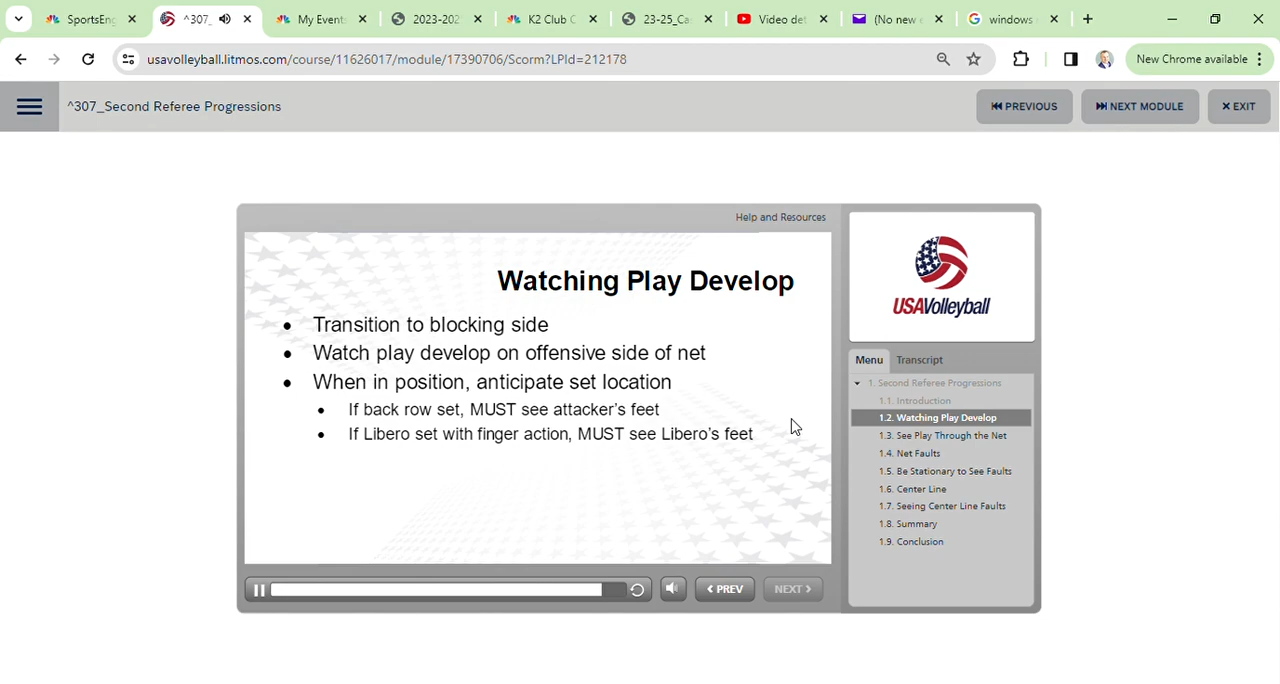 SportsEng
^307_
My Event
2023-202
K2 Club C
23-25_Ca
Video det
(No new e
windows
usavolleyball.litmos.com/course/11626017/module/17390706/Scorm?LPId=212178
New Chrome available
^307_Second Referee Progressions
PREVIOUS
NEXT MODULE
EXIT
Help and Resources
Watching Play Develop
• Transition to blocking side
• Watch play develop on offensive side of net
• When in position, anticipate set location
• If back row set, MUST see attacker's feet
• If Libero set with finger action, MUST see Libero's feet
PREV
NEXT
USAVolleyball
Menu Transcript
1. Second Referee Progressions
1.1. Introduction
1.2. Watching Play Develop
1.3. See Play Through the Net
1.4. Net Faults
1.5. Be Stationary to See Faults
1.6. Center Line
1.7. Seeing Center Line Faults
1.8. Summary
1.9. Conclusion